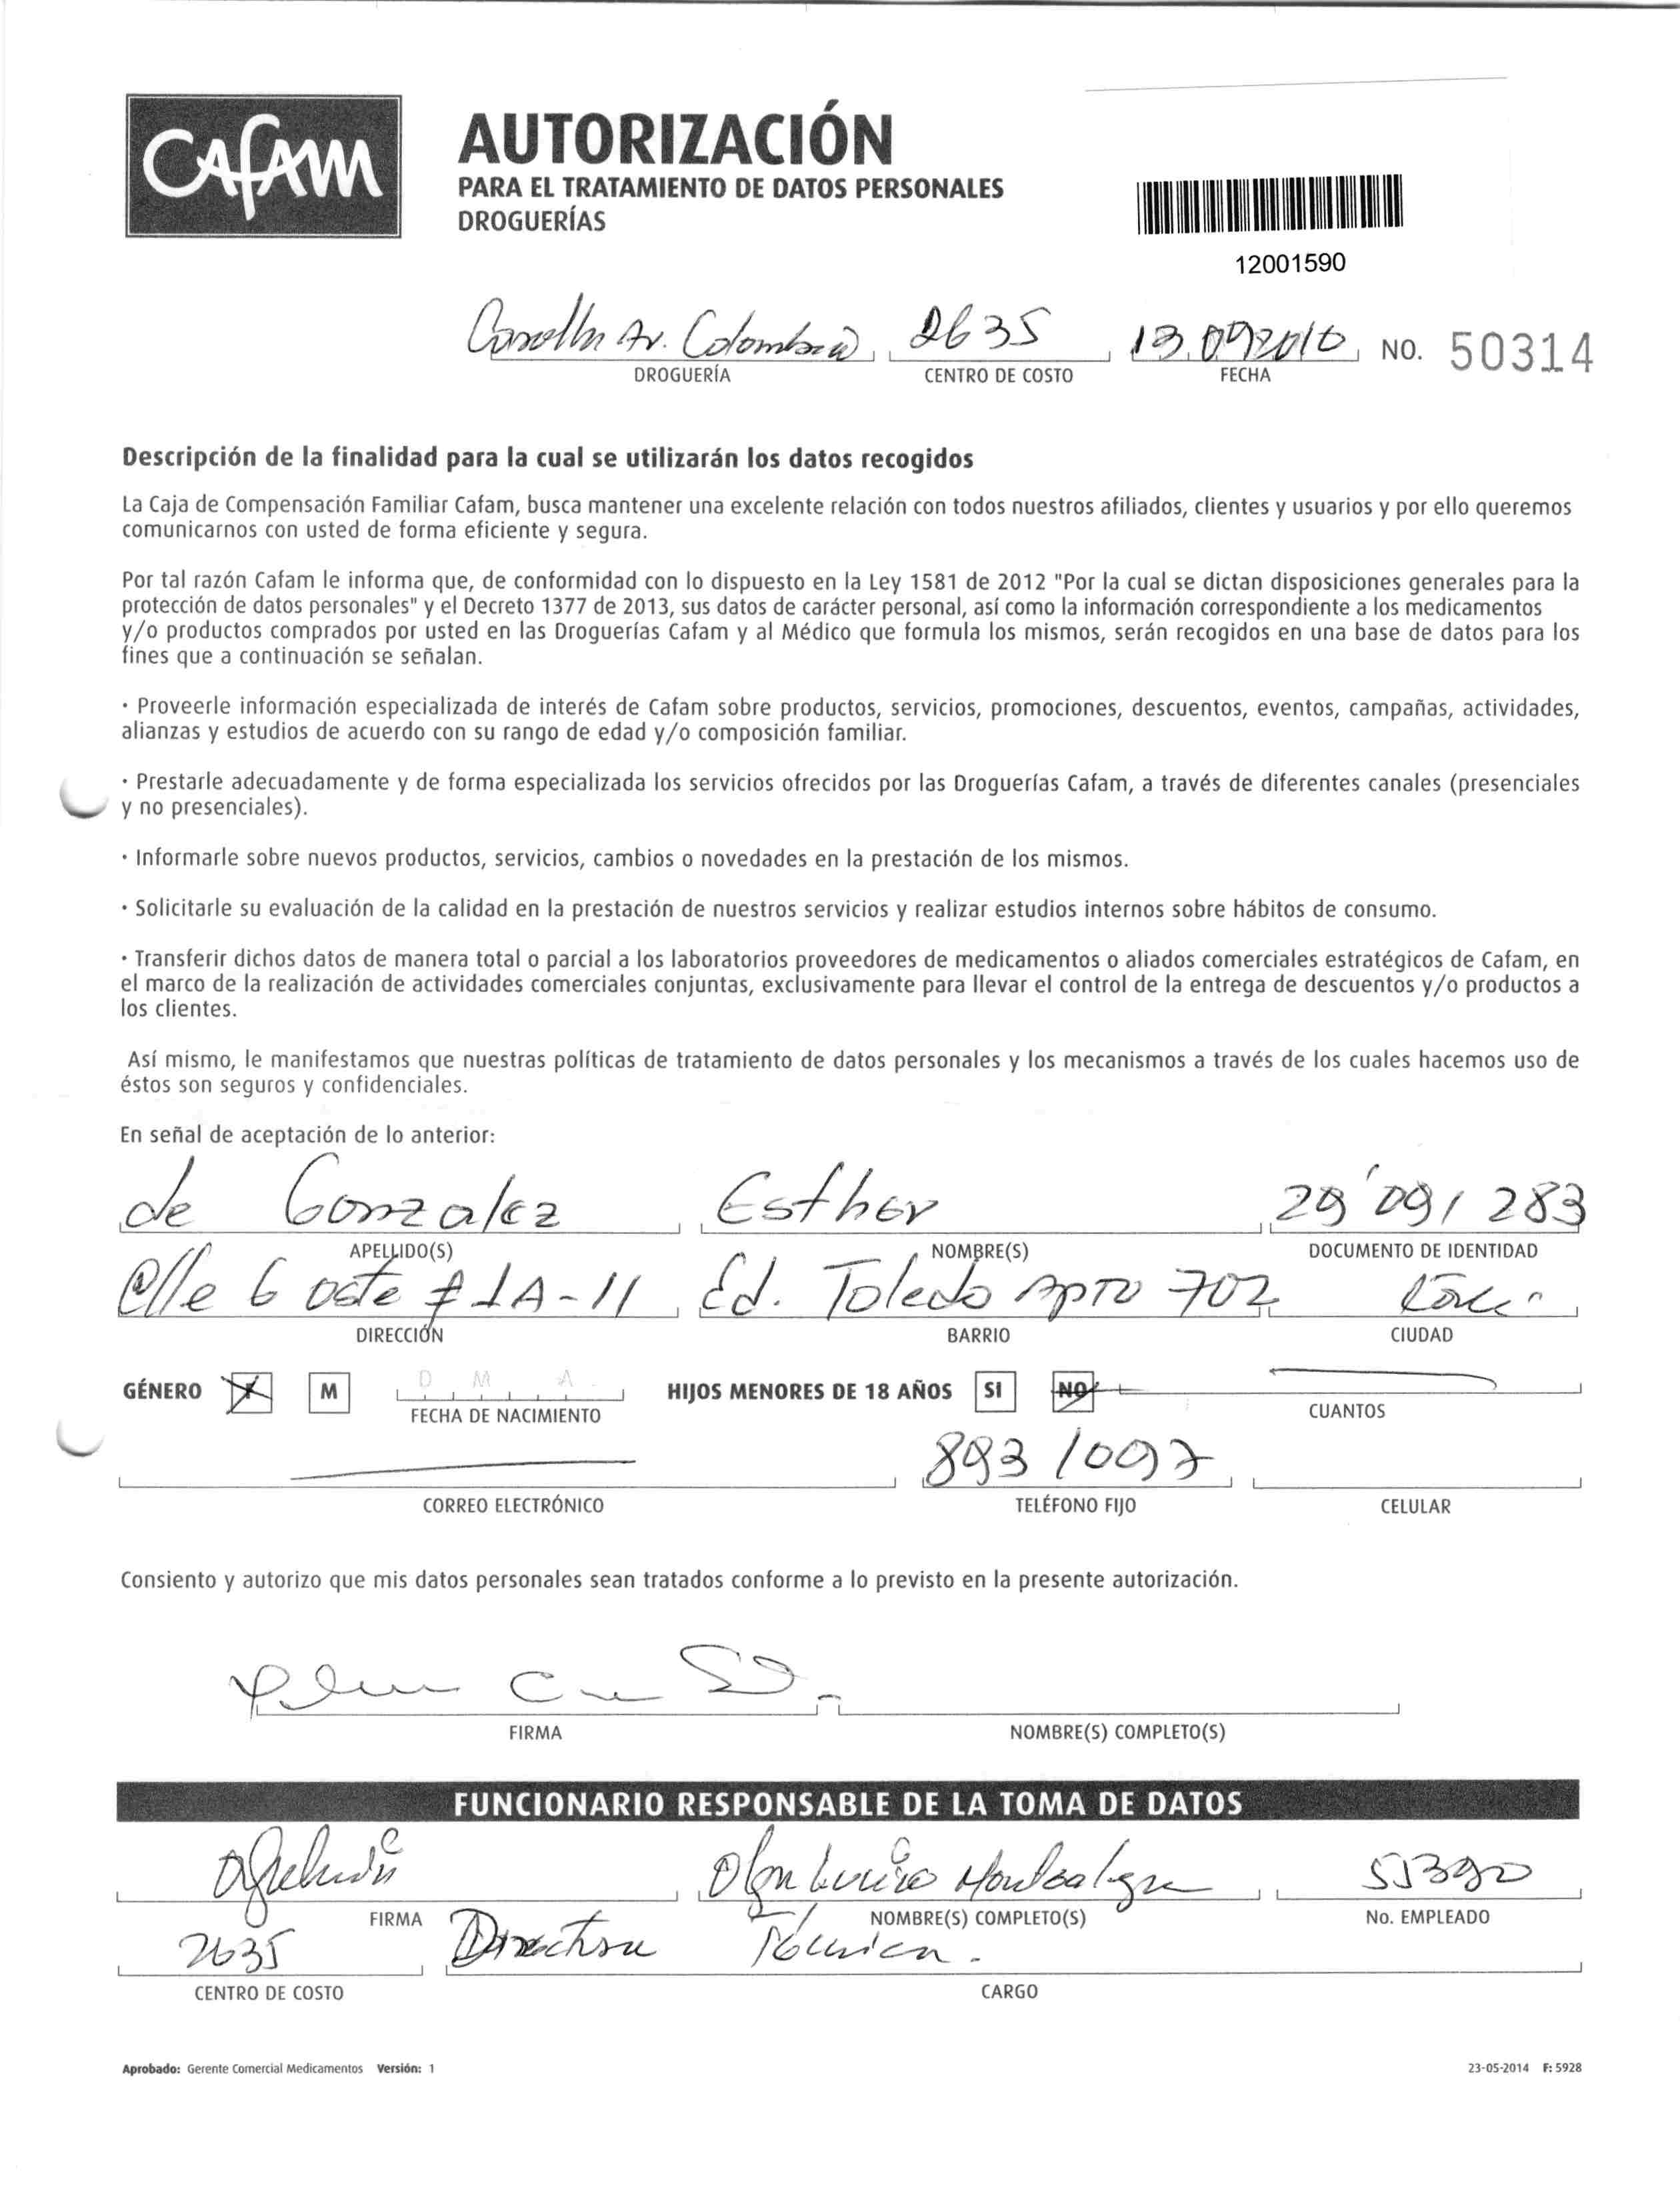 CAFAM
AUTORIZACIÓN
PARA EL TRATAMIENTO DE DATOS PERSONALES
DROGUERÍAS
12001590
Av. Colombia 2635 NO. 50314
DROGUERÍA CENTRO DE COSTO FECHA
Descripción de la finalidad para la cual se utilizarán los datos recogidos
La Caja de Compensación Familiar Cafam, busca mantener una excelente relación con todos nuestros afiliados, clientes y usuarios y por ello queremos
comunicarnos con usted de forma eficiente y segura.
Por tal razón Cafam le informa que, de conformidad con lo dispuesto en la Ley 1581 de 2012 "Por la cual se dictan disposiciones generales para la
protección de datos personales" y el Decreto 1377 de 2013, sus datos de carácter personal, así como la información correspondiente a los medicamentos
y/o productos comprados por usted en las Droguerías Cafam y al Médico que formula los mismos, serán recogidos en una base de datos para los
fines que a continuación se señalan.
· Proveerle información especializada de interés de Cafam sobre productos, servicios, promociones, descuentos, eventos, campañas, actividades,
alianzas y estudios de acuerdo con su rango de edad y/o composición familiar.
· Prestarle adecuadamente y de forma especializada los servicios ofrecidos por las Droguerías Cafam, a través de diferentes canales (presenciales
y no presenciales).
· Informarle sobre nuevos productos, servicios, cambios o novedades en la prestación de los mismos.
· Solicitarle su evaluación de la calidad en la prestación de nuestros servicios y realizar estudios internos sobre hábitos de consumo.
· Transferir dichos datos de manera total o parcial a los laboratorios proveedores de medicamentos o aliados comerciales estratégicos de Cafam, en
el marco de la realización de actividades comerciales conjuntas, exclusivamente para llevar el control de la entrega de descuentos y/o productos a
los clientes.
Así mismo, le manifestamos que nuestras políticas de tratamiento de datos personales y los mecanismos a través de los cuales hacemos uso de
éstos son seguros y confidenciales.
En señal de aceptación de lo anterior:
de Gonzalez Esther 29'091283
APELLIDO(S) NOMBRE(S) DOCUMENTO DE IDENTIDAD
Clle 6 oste # 1A-11 Ed. Toledo Apto 702
DIRECCIÓN BARRIO CIUDAD
GÉNERO F M D M A HIJOS MENORES DE 18 AÑOS SI NO
FECHA DE NACIMIENTO CUANTOS
893 1097
CORREO ELECTRÓNICO TELÉFONO FIJO CELULAR
Consiento y autorizo que mis datos personales sean tratados conforme a lo previsto en la presente autorización.
FIRMA NOMBRE(S) COMPLETO(S)
FUNCIONARIO RESPONSABLE DE LA TOMA DE DATOS
Olga Lucia 51390
FIRMA NOMBRE(S) COMPLETO(S) No. EMPLEADO
2635 Directora Técnica.
CENTRO DE COSTO CARGO
Aprobado: Gerente Comercial Medicamentos Versión: 1 23-05-2014 F: 5928